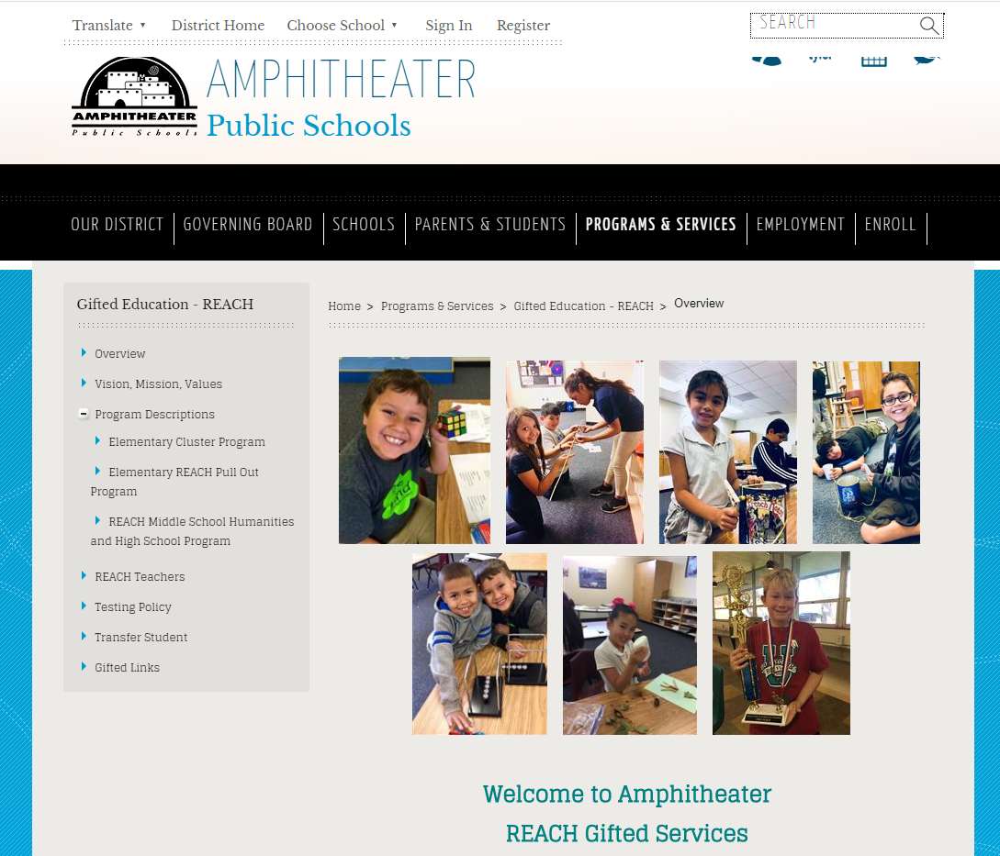 Translate ▼ District Home Choose School ▼ Sign In Register
SEARCH
AMPHITHEATER
Public Schools
AMPHITHEATER
Public Schools
OUR DISTRICT GOVERNING BOARD SCHOOLS PARENTS & STUDENTS PROGRAMS & SERVICES EMPLOYMENT ENROLL
Gifted Education - REACH
Overview
Vision, Mission, Values
Program Descriptions
Elementary Cluster Program
Elementary REACH Pull Out
Program
REACH Middle School Humanities
and High School Program
REACH Teachers
Testing Policy
Transfer Student
Gifted Links
Home > Programs & Services > Gifted Education - REACH > Overview
Welcome to Amphitheater
REACH Gifted Services